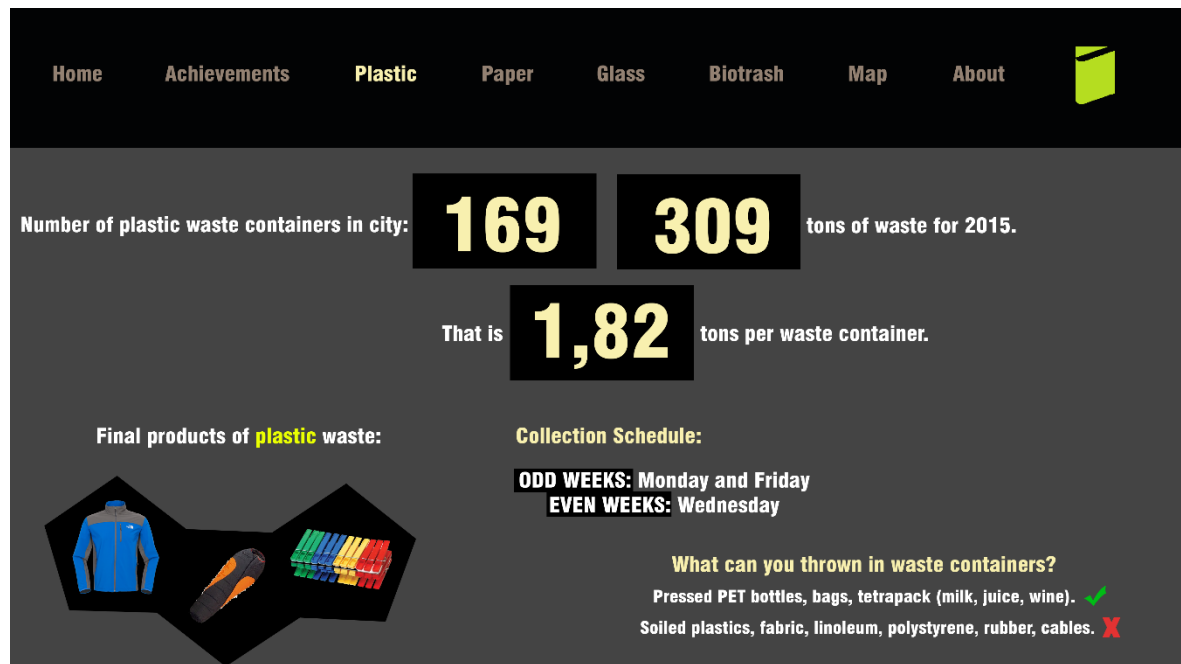 Home Achievements Plastic Paper Glass Biotrash Map About
Number of plastic waste containers in city: 169 309 tons of waste for 2015.
That is 1,82 tons per waste container.
Final products of plastic waste:
Collection Schedule:
ODD WEEKS: Monday and Friday
EVEN WEEKS: Wednesday
What can you thrown in waste containers?
Pressed PET bottles, bags, tetrapack (milk, juice, wine).
Soiled plastics, fabric, linoleum, polystyrene, rubber, cables.